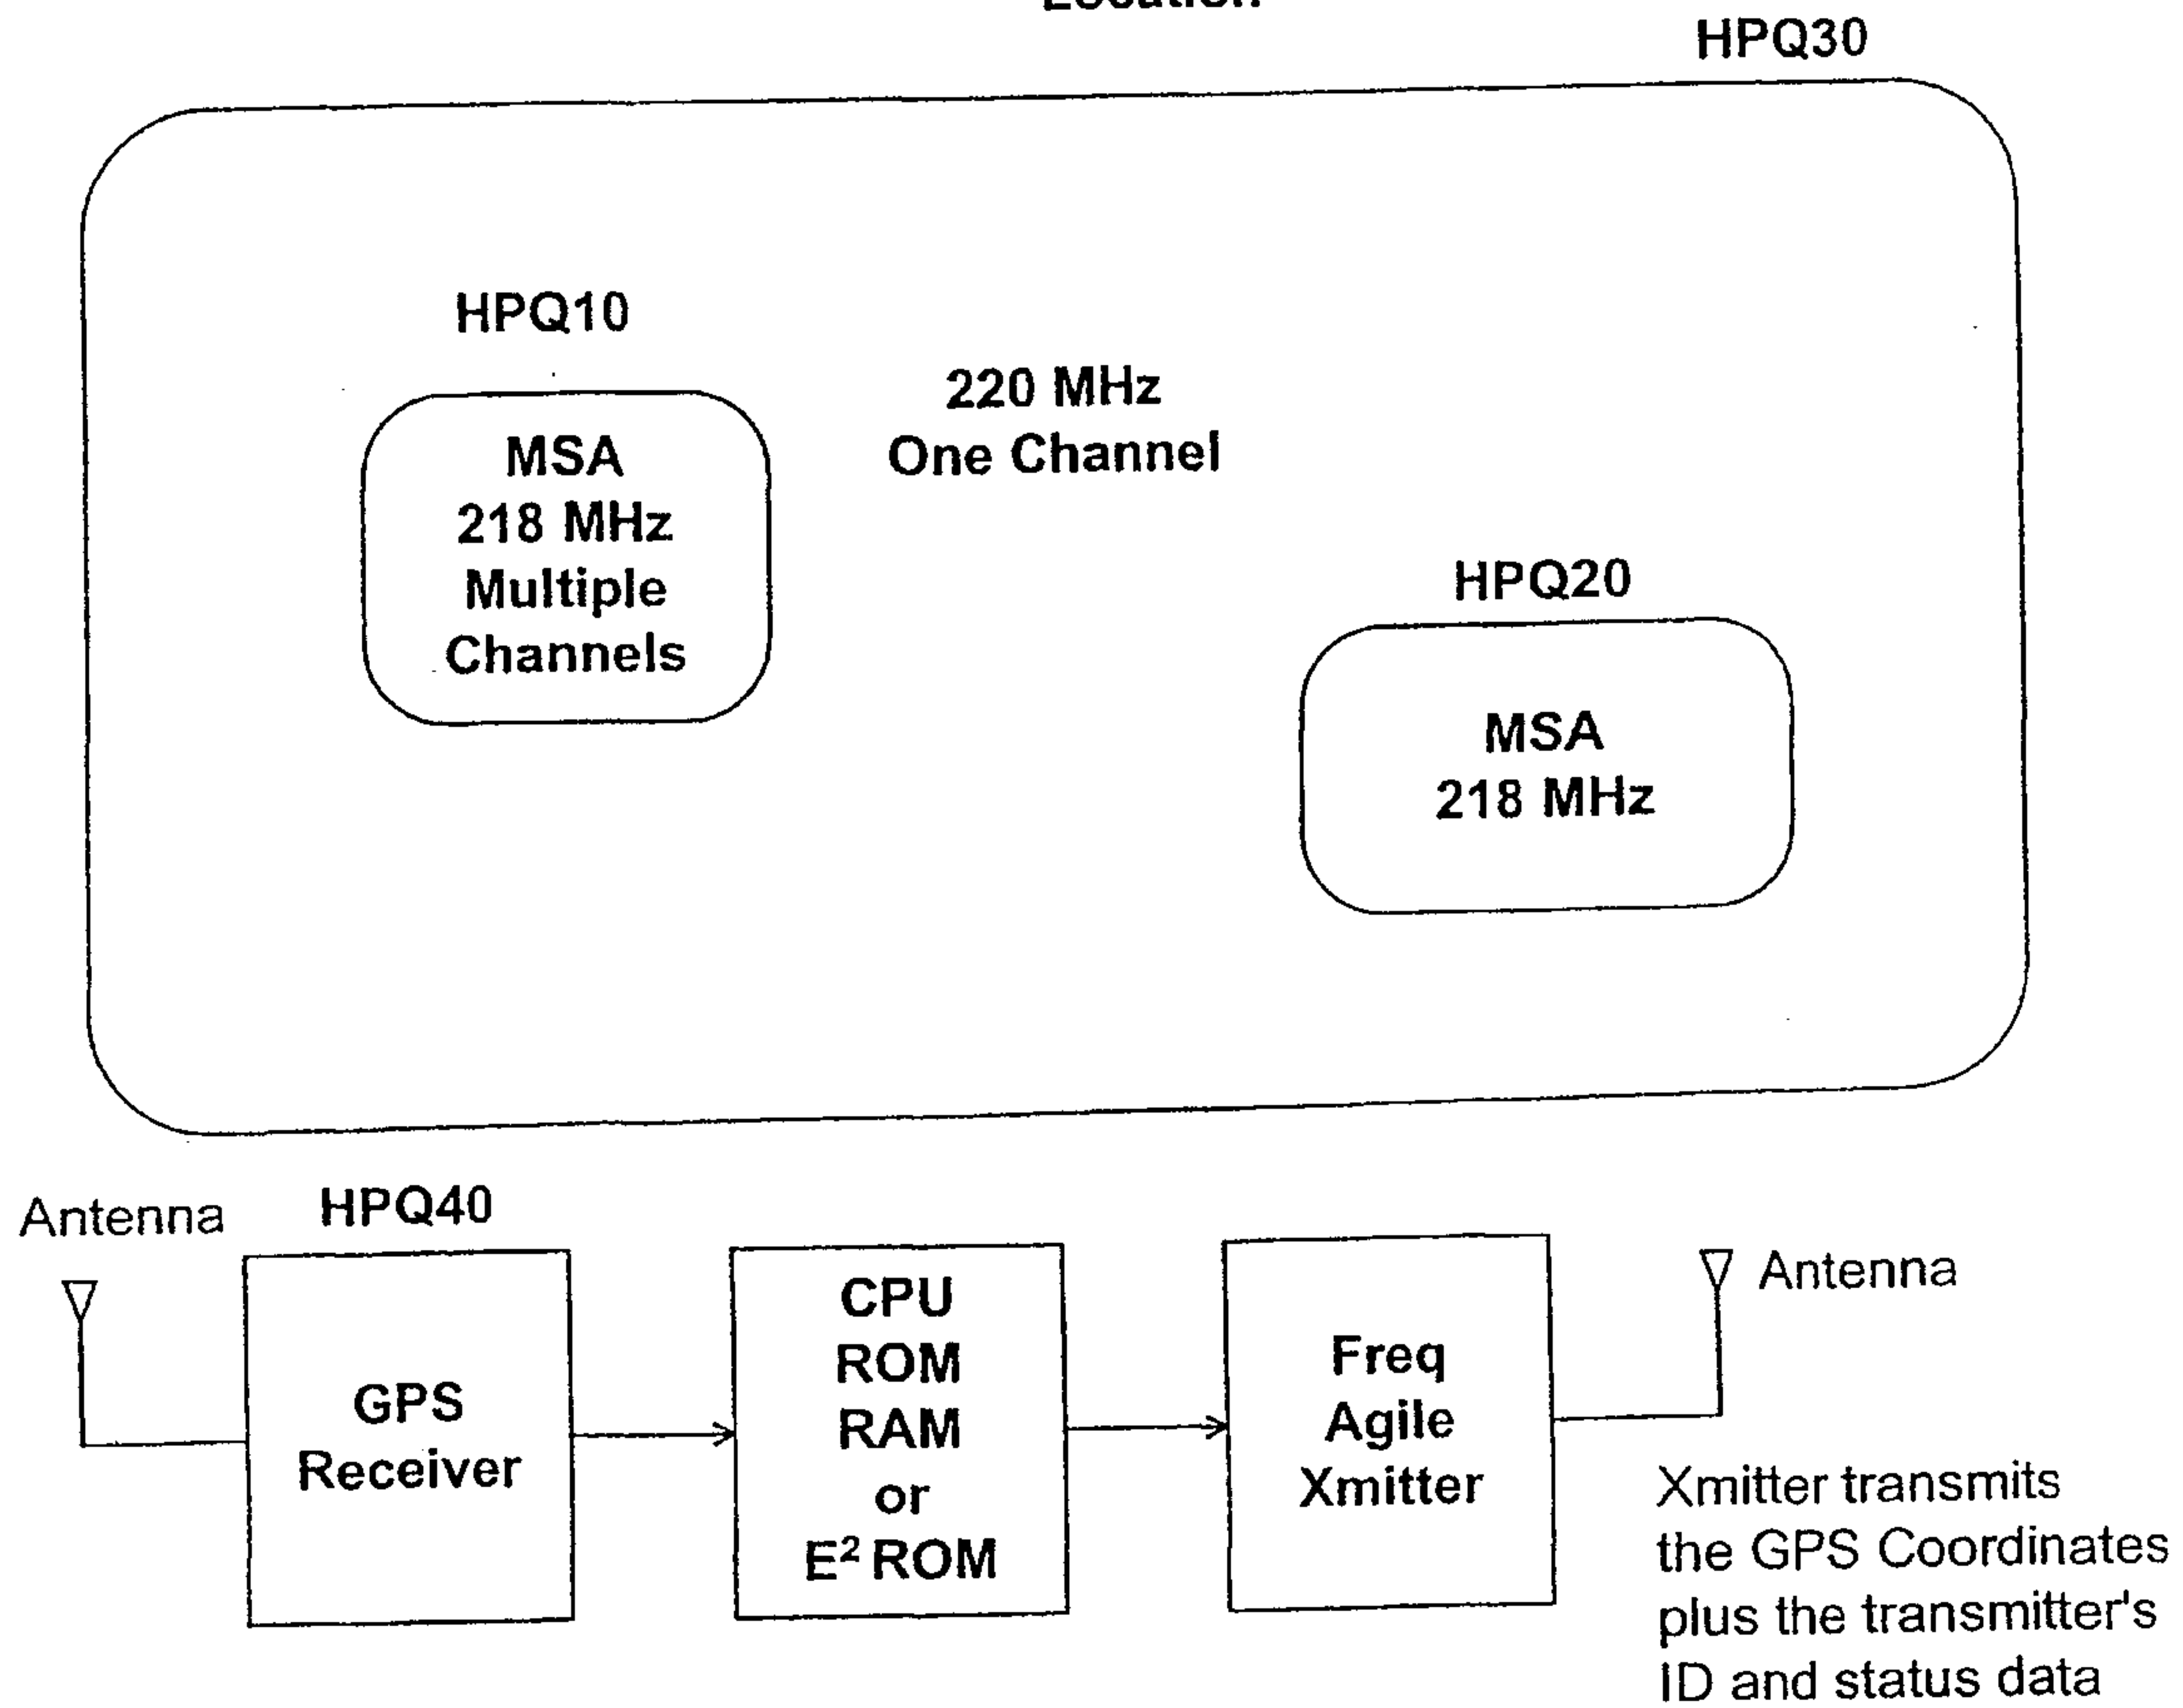 Location
HPQ30
HPQ10
220 MHz
One Channel
MSA
218 MHz
Multiple
Channels
HPQ20
MSA
218 MHz
Antenna
HPQ40
GPS
Receiver
CPU
ROM
RAM
or
E² ROM
Freq
Agile
Xmitter
Antenna
Xmitter transmits
the GPS Coordinates
plus the transmitter's
ID and status data